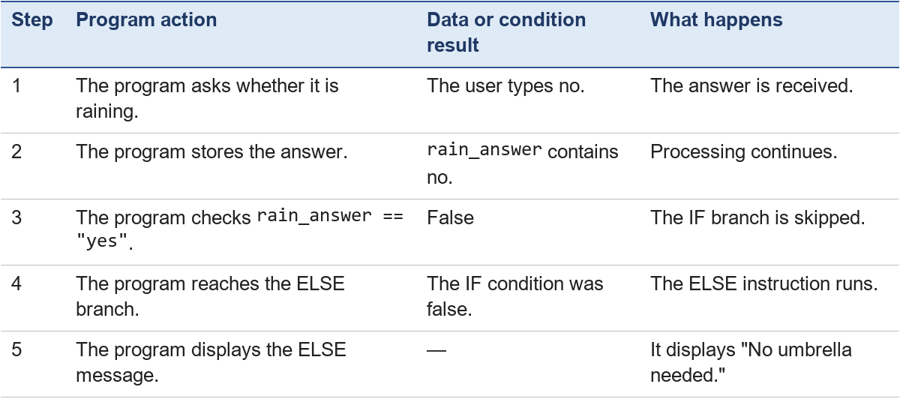 Step Program action Data or condition result What happens
1 The program asks whether it is raining. The user types no. The answer is received.
2 The program stores the answer. rain_answer contains no. Processing continues.
3 The program checks rain_answer == "yes". False The IF branch is skipped.
4 The program reaches the ELSE branch. The IF condition was false. The ELSE instruction runs.
5 The program displays the ELSE message. — It displays "No umbrella needed."